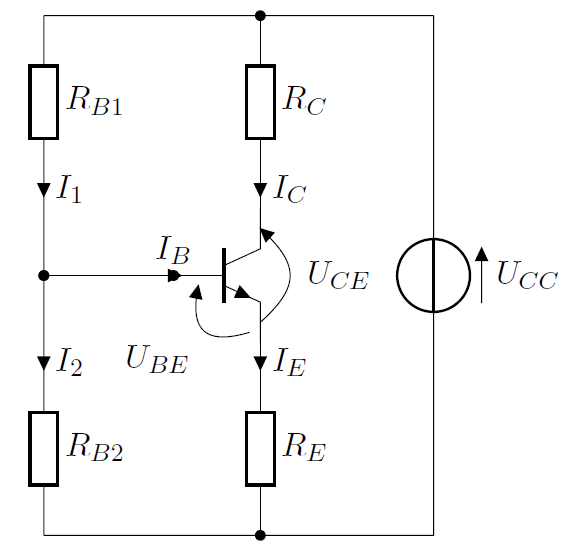 R_{B1}
R_C
I_1
I_C
I_B
U_{CE}
U_{CC}
U_{BE}
I_2
I_E
R_{B2}
R_E